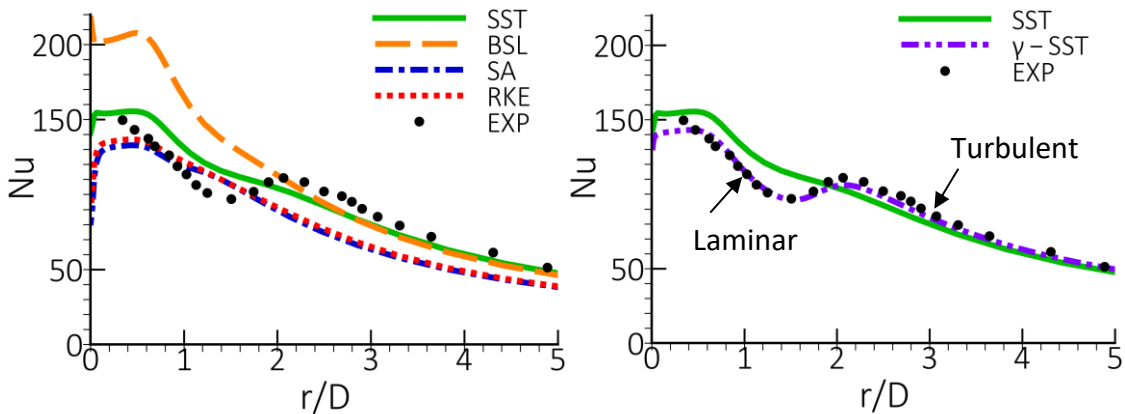 SST
BSL
SA
RKE
EXP
200
150
50
0
Nu
0 1 2 3 4 5
r/D
SST
γ – SST
EXP
Turbulent
Laminar
200
150
50
0
Nu
0 1 2 3 4 5
r/D